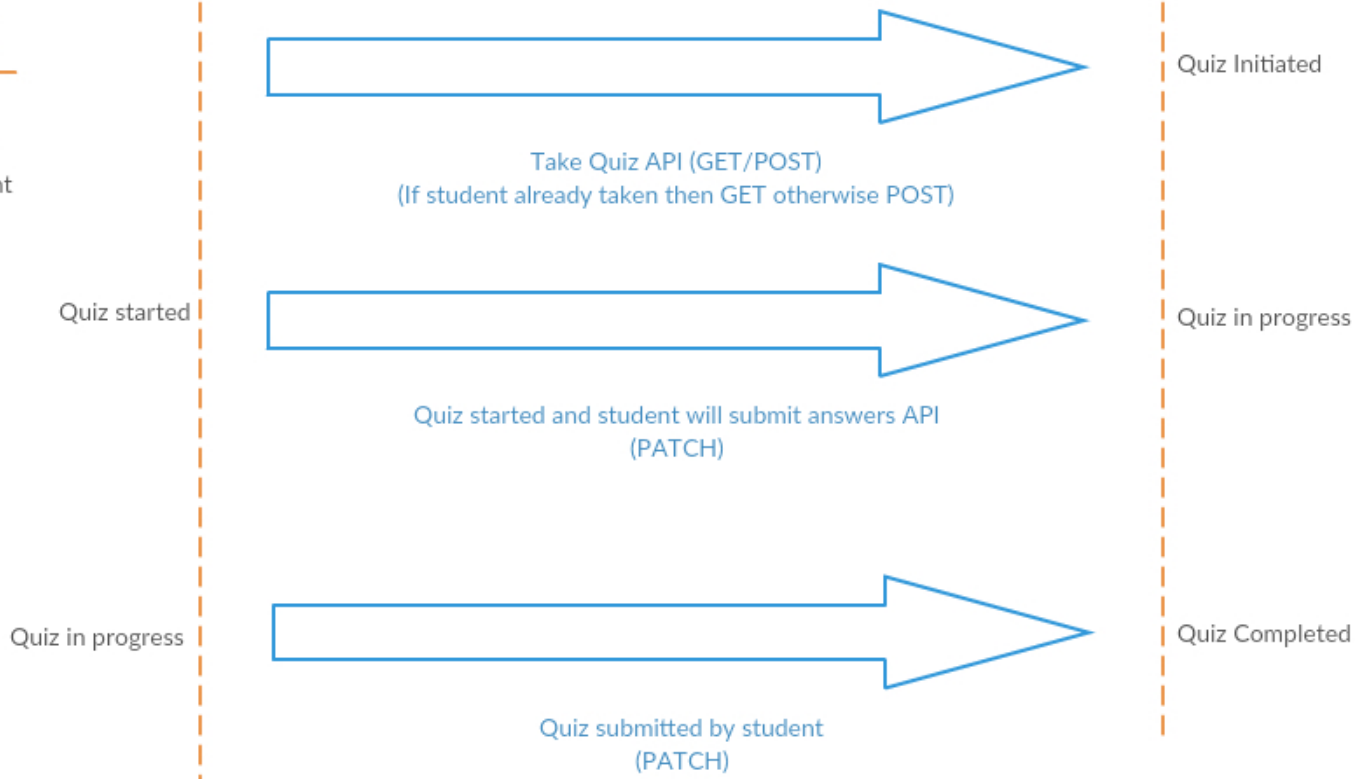 Quiz Initiated
Take Quiz API (GET/POST)
(If student already taken then GET otherwise POST)
Quiz started
Quiz in progress
Quiz started and student will submit answers API
(PATCH)
Quiz in progress
Quiz Completed
Quiz submitted by student
(PATCH)